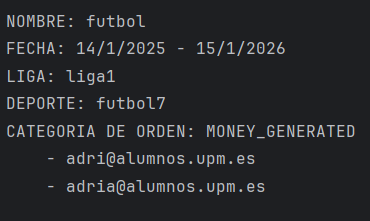 NOMBRE: futbol
FECHA: 14/1/2025 - 15/1/2026
LIGA: liga1
DEPORTE: futbol7
CATEGORIA DE ORDEN: MONEY_GENERATED
- adri@alumnos.upm.es
- adria@alumnos.upm.es